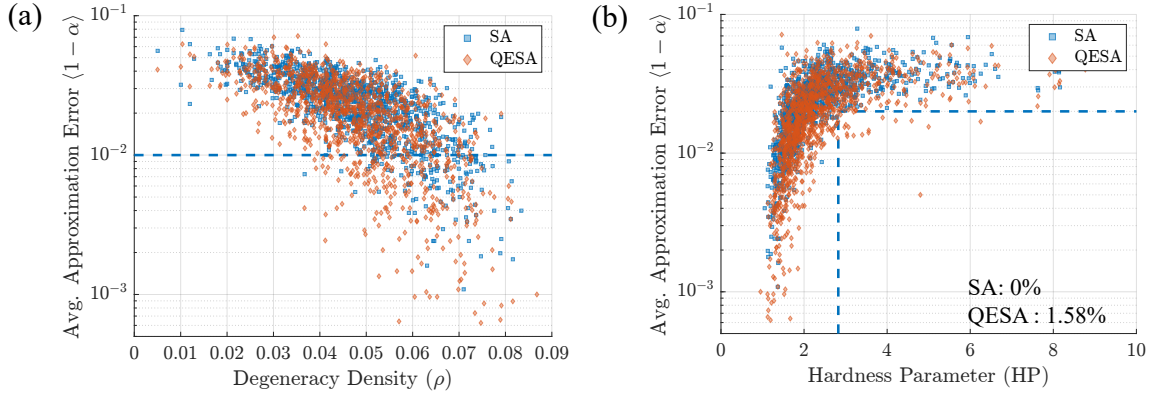 (a)
Avg. Approximation Error ⟨1 − α⟩
10⁻¹
10⁻²
10⁻³
SA
QESA
0 0.01 0.02 0.03 0.04 0.05 0.06 0.07 0.08 0.09
Degeneracy Density (ρ)
(b)
Avg. Approximation Error ⟨1 − α⟩
10⁻¹
10⁻²
10⁻³
SA
QESA
SA: 0%
QESA : 1.58%
0 2 4 6 8 10
Hardness Parameter (HP)